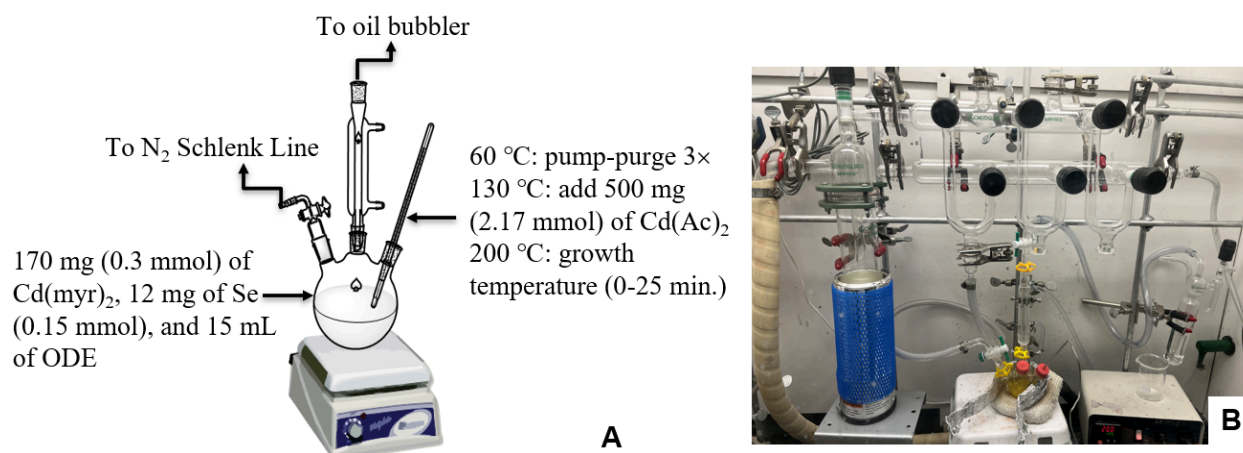 To oil bubbler
To N₂ Schlenk Line
60 °C: pump-purge 3×
130 °C: add 500 mg
(2.17 mmol) of Cd(Ac)₂
200 °C: growth
temperature (0-25 min.)
170 mg (0.3 mmol) of
Cd(myr)₂, 12 mg of Se
(0.15 mmol), and 15 mL
of ODE
A
B